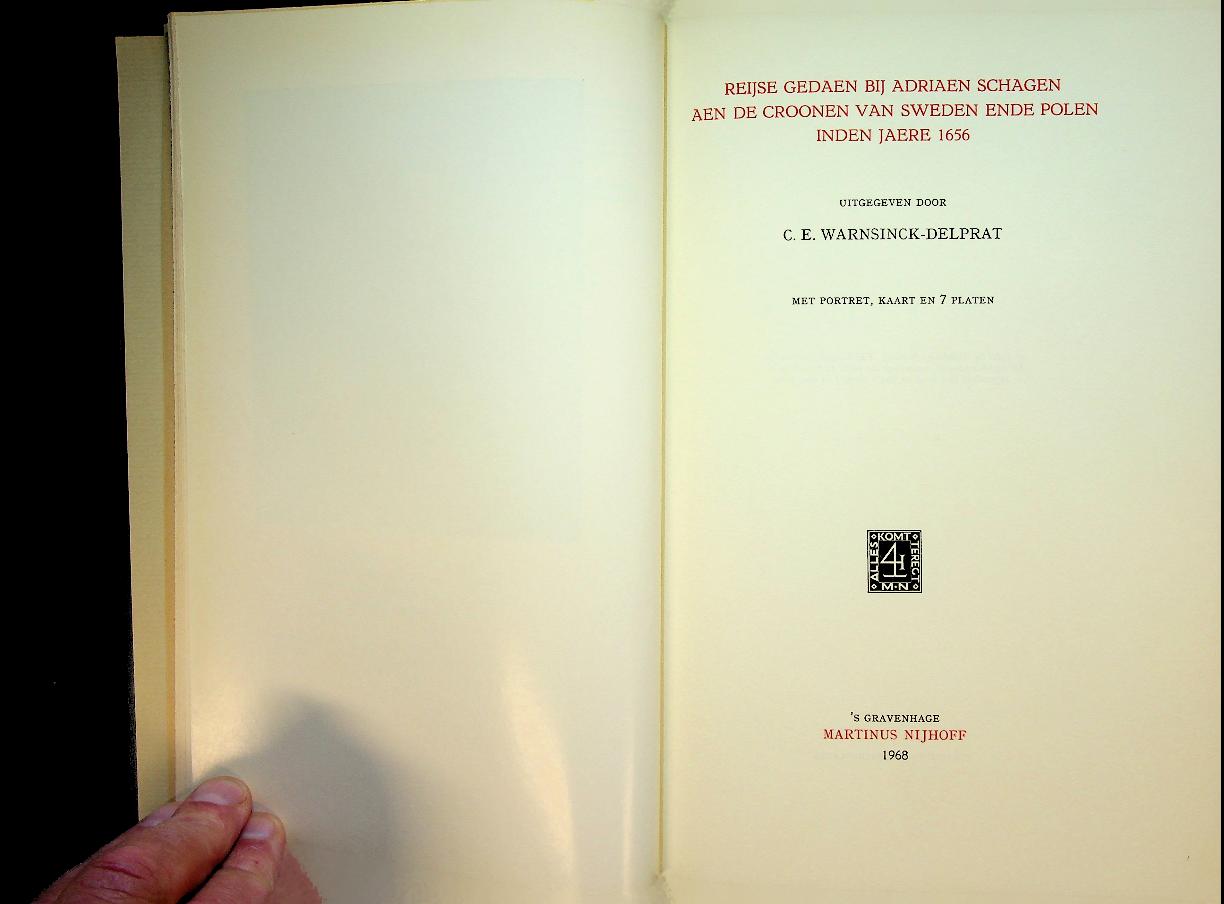 REIJSE GEDAEN BIJ ADRIAEN SCHAGEN
AEN DE CROONEN VAN SWEDEN ENDE POLEN
INDEN JAERE 1656
UITGEGEVEN DOOR
C. E. WARNSINCK-DELPRAT
MET PORTRET, KAART EN 7 PLATEN
ALLES
KOMT
TERECT
M·N
'S GRAVENHAGE
MARTINUS NIJHOFF
1968